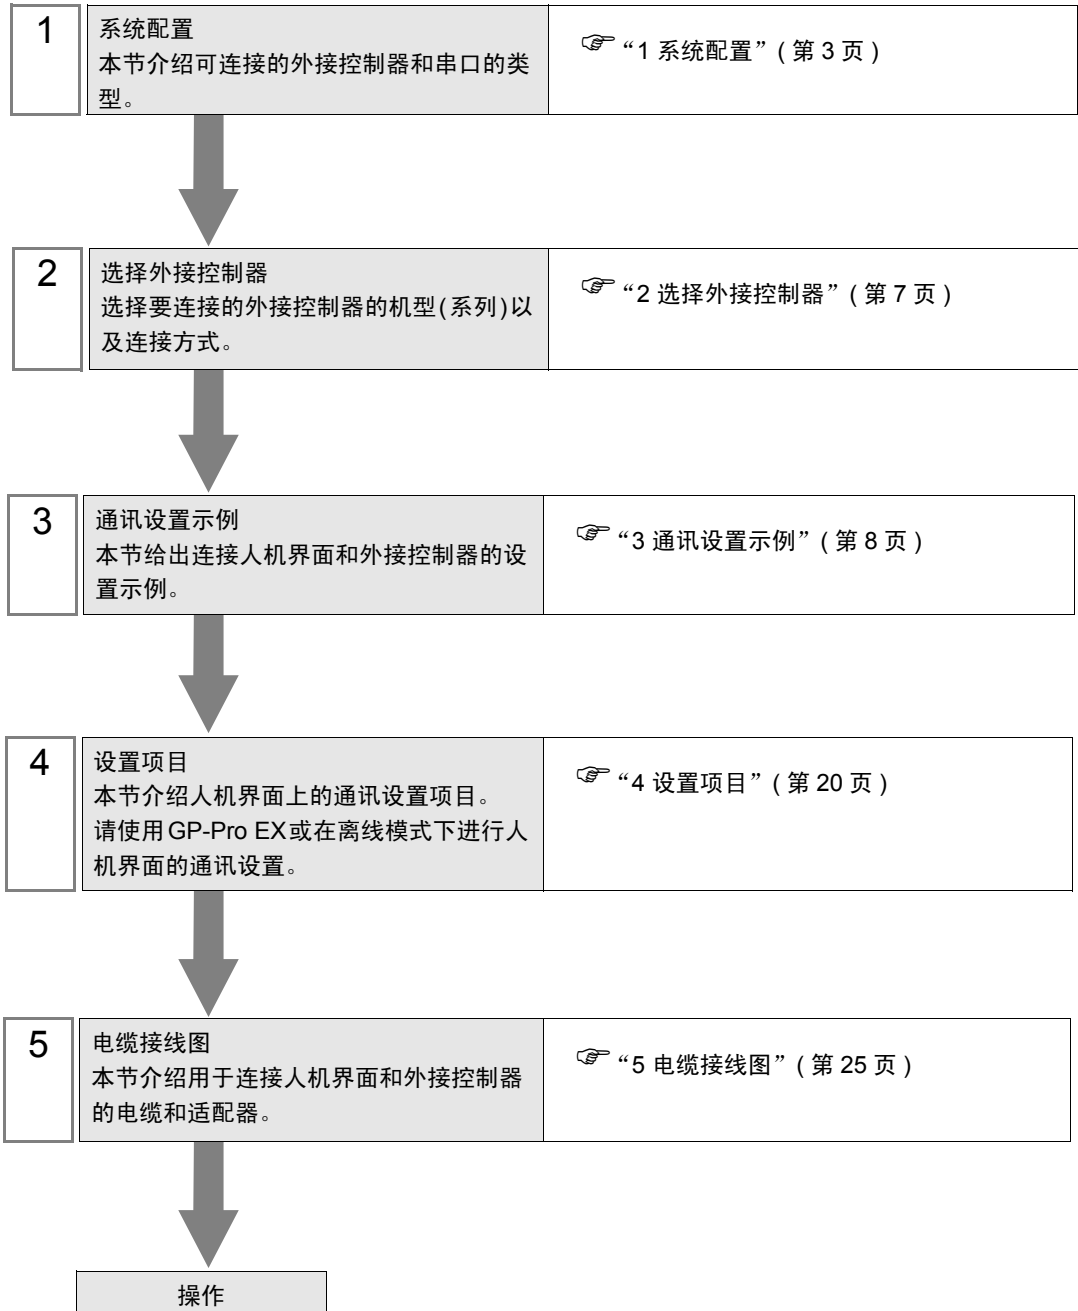 1
系统配置
本节介绍可连接的外接控制器和串口的类
型。
“1 系统配置” ( 第 3 页 )
2
选择外接控制器
选择要连接的外接控制器的机型(系列)以
及连接方式。
“2 选择外接控制器” ( 第 7 页 )
3
通讯设置示例
本节给出连接人机界面和外接控制器的设
置示例。
“3 通讯设置示例” ( 第 8 页 )
4
设置项目
本节介绍人机界面上的通讯设置项目。
请使用GP-Pro EX或在离线模式下进行人
机界面的通讯设置。
“4 设置项目” ( 第 20 页 )
5
电缆接线图
本节介绍用于连接人机界面和外接控制器
的电缆和适配器。
“5 电缆接线图” ( 第 25 页 )
操作